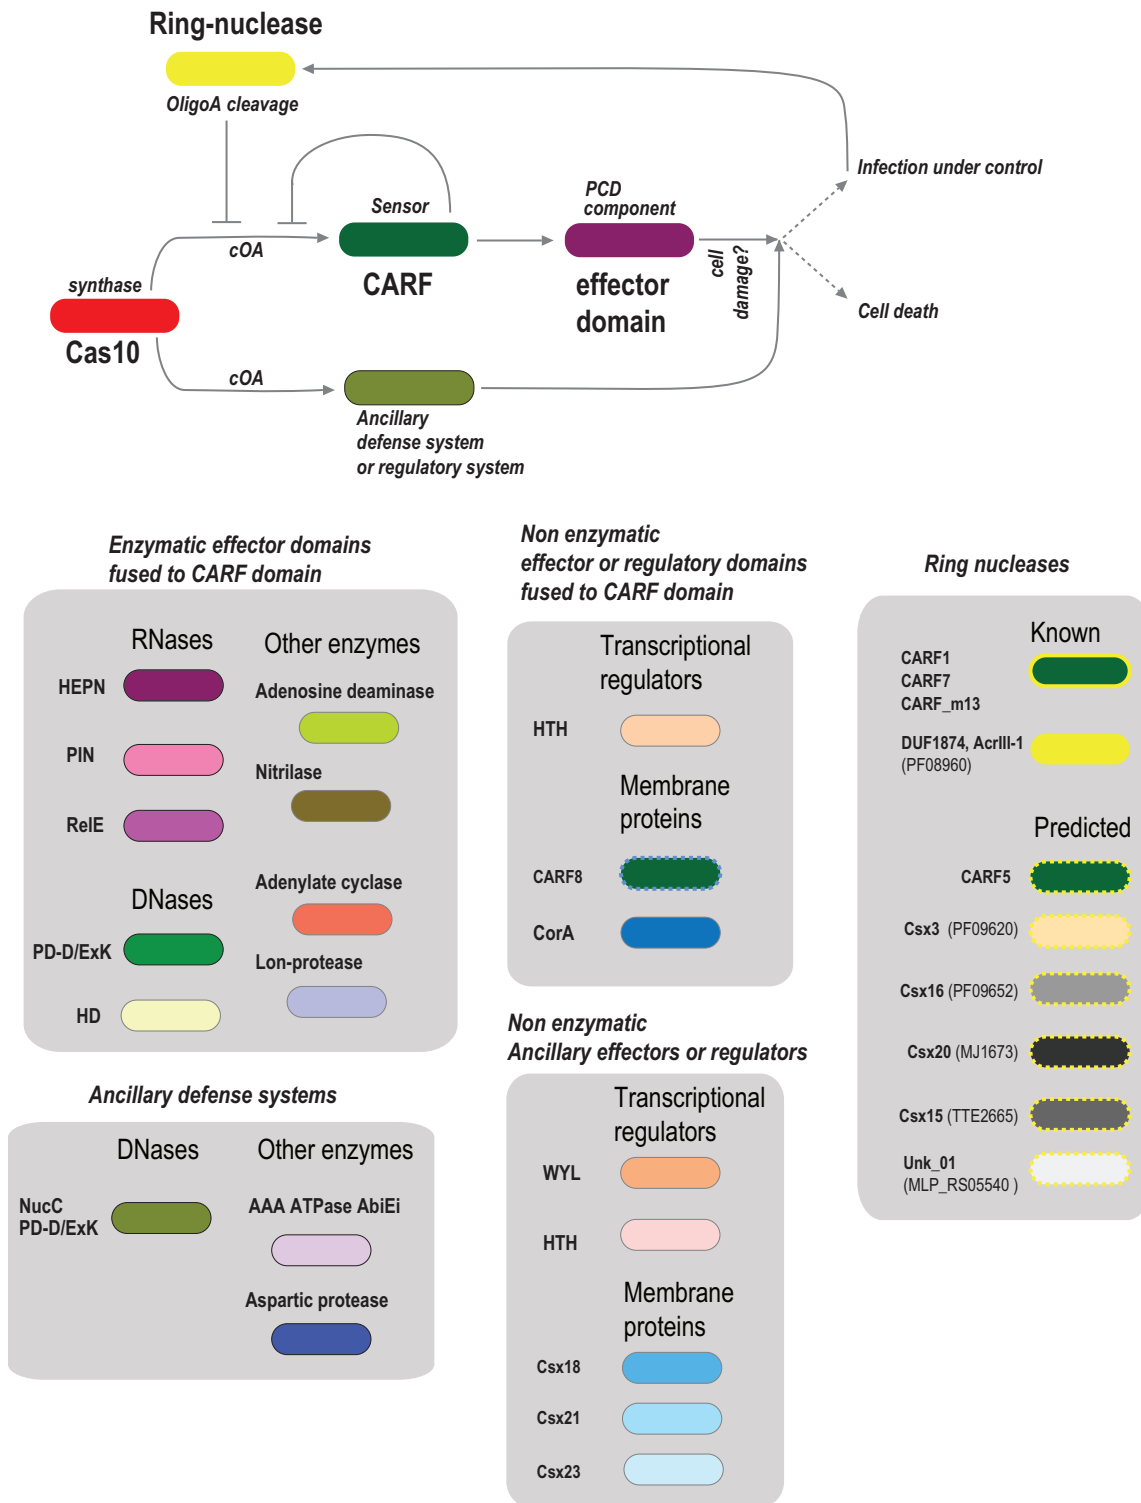 Ring-nuclease
OligoA cleavage
Infection under control
Sensor
PCD
component
cOA
CARF
effector
domain
cell
damage?
synthase
Cas10
Cell death
cOA
Ancillary
defense system
or regulatory system
Enzymatic effector domains
fused to CARF domain
RNases
Other enzymes
HEPN
Adenosine deaminase
PIN
Nitrilase
RelE
Adenylate cyclase
DNases
PD-D/ExK
Lon-protease
HD
Non enzymatic
effector or regulatory domains
fused to CARF domain
Transcriptional
regulators
HTH
Membrane
proteins
CARF8
CorA
Ring nucleases
Known
CARF1
CARF7
CARF_m13
DUF1874, AcrIII-1
(PF08960)
Predicted
CARF5
Csx3 (PF09620)
Csx16 (PF09652)
Csx20 (MJ1673)
Csx15 (TTE2665)
Unk_01
(MLP_RS05540 )
Ancillary defense systems
DNases
Other enzymes
NucC
PD-D/ExK
AAA ATPase AbiEi
Aspartic protease
Non enzymatic
Ancillary effectors or regulators
Transcriptional
regulators
WYL
HTH
Membrane
proteins
Csx18
Csx21
Csx23